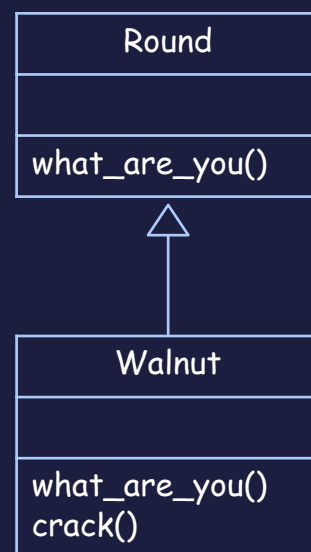 Round
what_are_you()
Walnut
what_are_you()
crack()